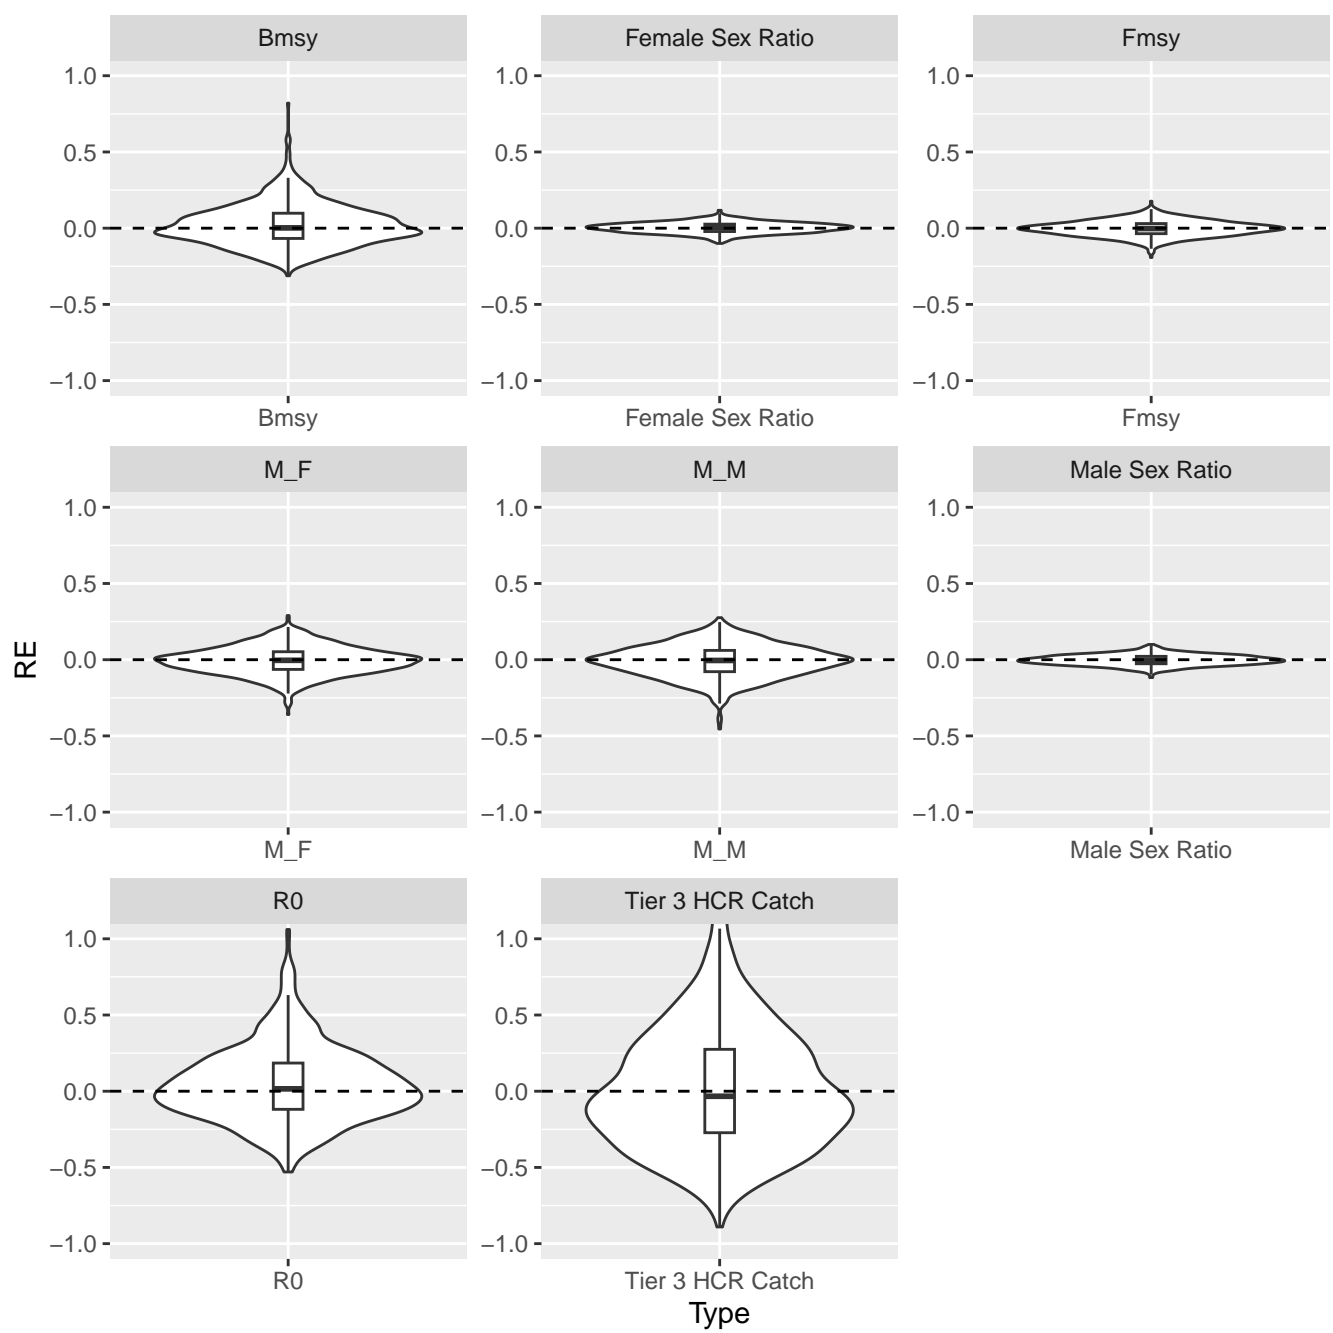 Bmsy Female Sex Ratio Fmsy
1.0 1.0 1.0
0.5 0.5 0.5
0.0 0.0 0.0
−0.5 −0.5 −0.5
−1.0 −1.0 −1.0
Bmsy Female Sex Ratio Fmsy
M_F M_M Male Sex Ratio
1.0 1.0 1.0
0.5 0.5 0.5
RE
0.0 0.0 0.0
−0.5 −0.5 −0.5
−1.0 −1.0 −1.0
M_F M_M Male Sex Ratio
R0 Tier 3 HCR Catch
1.0 1.0
0.5 0.5
0.0 0.0
−0.5 −0.5
−1.0 −1.0
R0 Tier 3 HCR Catch
Type